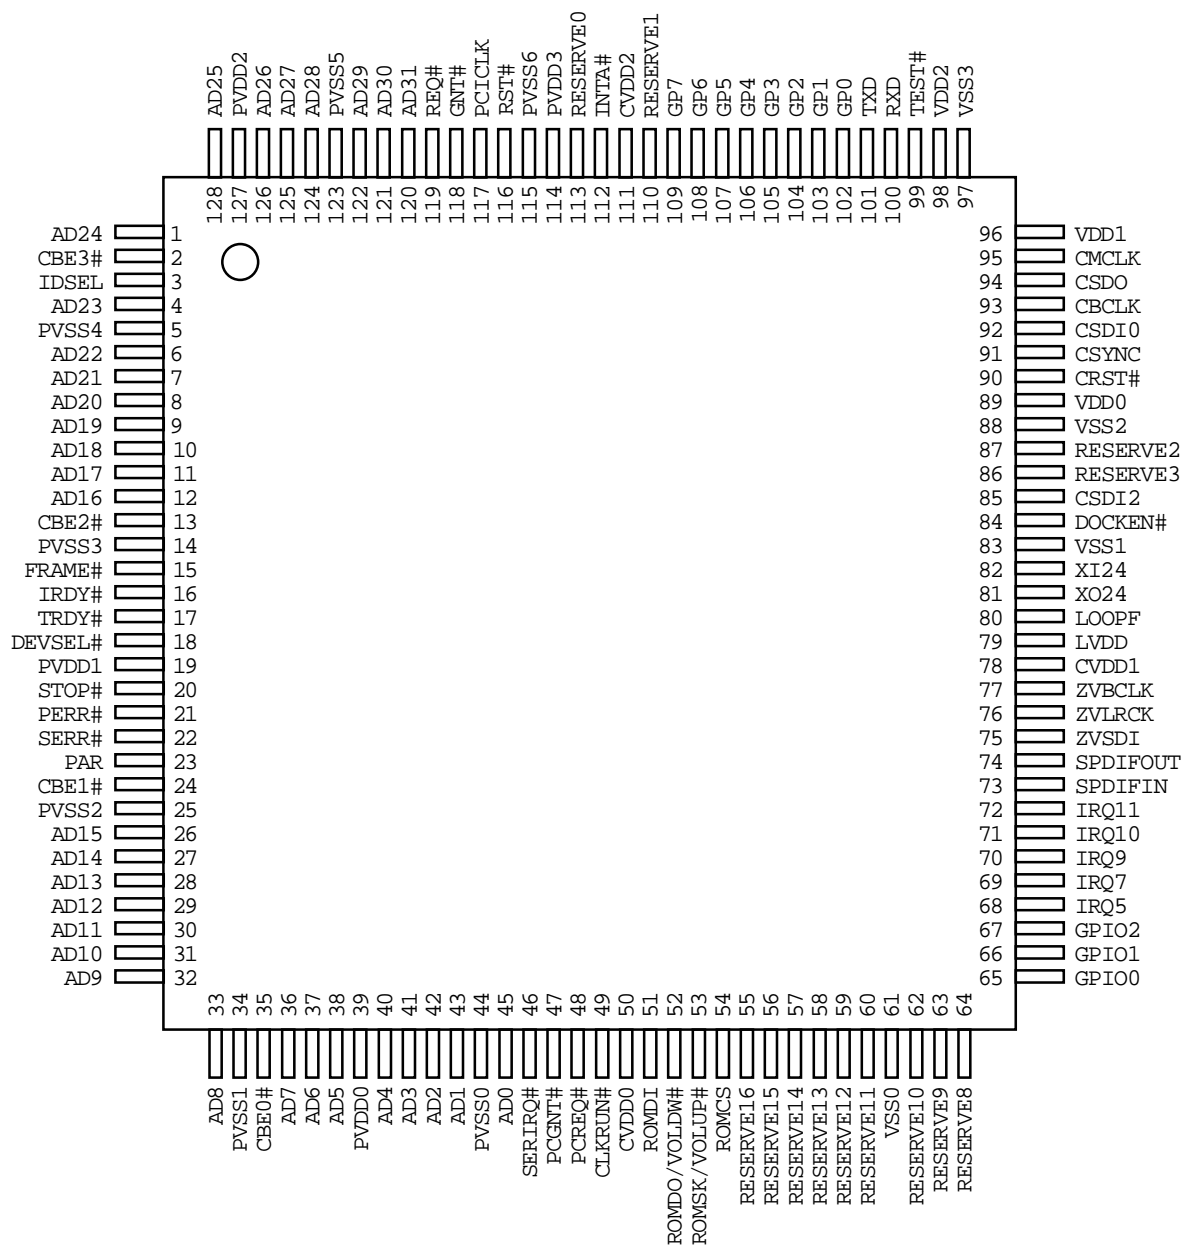 AD25 PVDD2 AD26 AD27 AD28 PVSS5 AD29 AD30 AD31 REQ# GNT# PCICLK RST# PVSS6 PVDD3 RESERVE0 INTA# CVDD2 RESERVE1 GP7 GP6 GP5 GP4 GP3 GP2 GP1 GP0 TXD RXD TEST# VDD2 VSS3
128 127 126 125 124 123 122 121 120 119 118 117 116 115 114 113 112 111 110 109 108 107 106 105 104 103 102 101 100 99 98 97
AD24 1 96 VDD1
CBE3# 2 95 CMCLK
IDSEL 3 94 CSDO
AD23 4 93 CBCLK
PVSS4 5 92 CSDI0
AD22 6 91 CSYNC
AD21 7 90 CRST#
AD20 8 89 VDD0
AD19 9 88 VSS2
AD18 10 87 RESERVE2
AD17 11 86 RESERVE3
AD16 12 85 CSDI2
CBE2# 13 84 DOCKEN#
PVSS3 14 83 VSS1
FRAME# 15 82 XI24
IRDY# 16 81 XO24
TRDY# 17 80 LOOPF
DEVSEL# 18 79 LVDD
PVDD1 19 78 CVDD1
STOP# 20 77 ZVBCLK
PERR# 21 76 ZVLRCK
SERR# 22 75 ZVSDI
PAR 23 74 SPDIFOUT
CBE1# 24 73 SPDIFIN
PVSS2 25 72 IRQ11
AD15 26 71 IRQ10
AD14 27 70 IRQ9
AD13 28 69 IRQ7
AD12 29 68 IRQ5
AD11 30 67 GPIO2
AD10 31 66 GPIO1
AD9 32 65 GPIO0
33 34 35 36 37 38 39 40 41 42 43 44 45 46 47 48 49 50 51 52 53 54 55 56 57 58 59 60 61 62 63 64
AD8 PVSS1 CBE0# AD7 AD6 AD5 PVDD0 AD4 AD3 AD2 AD1 PVSS0 AD0 SERIRQ# PCGNT# PCREQ# CLKRUN# CVDD0 ROMDI ROMDO/VOLDW# ROMSK/VOLUP# ROMCS RESERVE16 RESERVE15 RESERVE14 RESERVE13 RESERVE12 RESERVE11 VSS0 RESERVE10 RESERVE9 RESERVE8